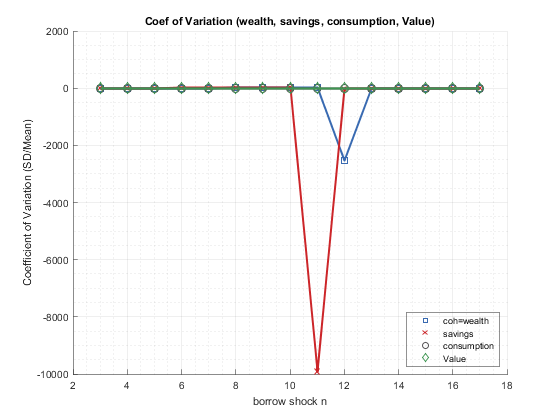 Coef of Variation (wealth, savings, consumption, Value)
2000
0
-2000
-4000
-6000
-8000
-10000
Coefficient of Variation (SD/Mean)
2 4 6 8 10 12 14 16 18
borrow shock n
coh=wealth
savings
consumption
Value